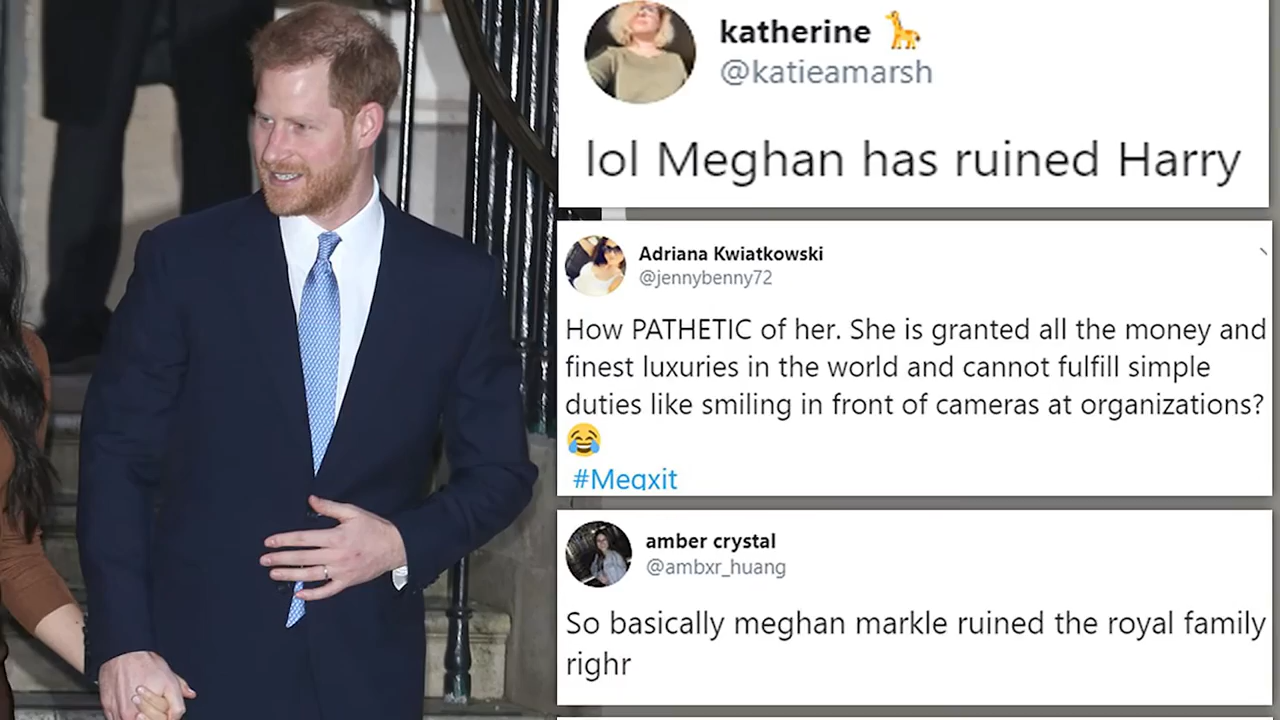 katherine 🦒
@katieamarsh
lol Meghan has ruined Harry
Adriana Kwiatkowski
@jennybenny72
How PATHETIC of her. She is granted all the money and
finest luxuries in the world and cannot fulfill simple
duties like smiling in front of cameras at organizations?
😂
#Megxit
amber crystal
@ambxr_huang
So basically meghan markle ruined the royal family
righr